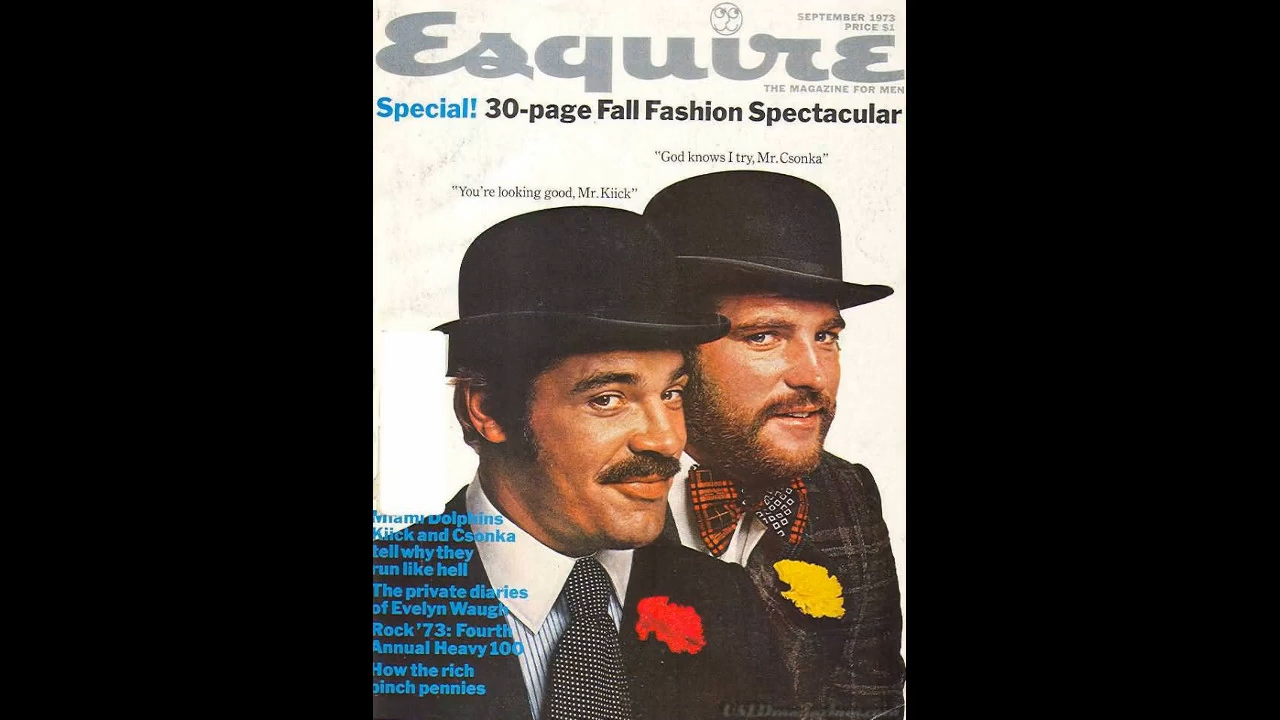 Esquire
SEPTEMBER 1973
PRICE $1
THE MAGAZINE FOR MEN
Special! 30-page Fall Fashion Spectacular
"God knows I try, Mr. Csonka"
"You're looking good, Mr. Kiick"
Miami Dolphins
Kiick and Csonka
tell why they
run like hell
The private diaries
of Evelyn Waugh
Rock '73: Fourth
Annual Heavy 100
How the rich
pinch pennies